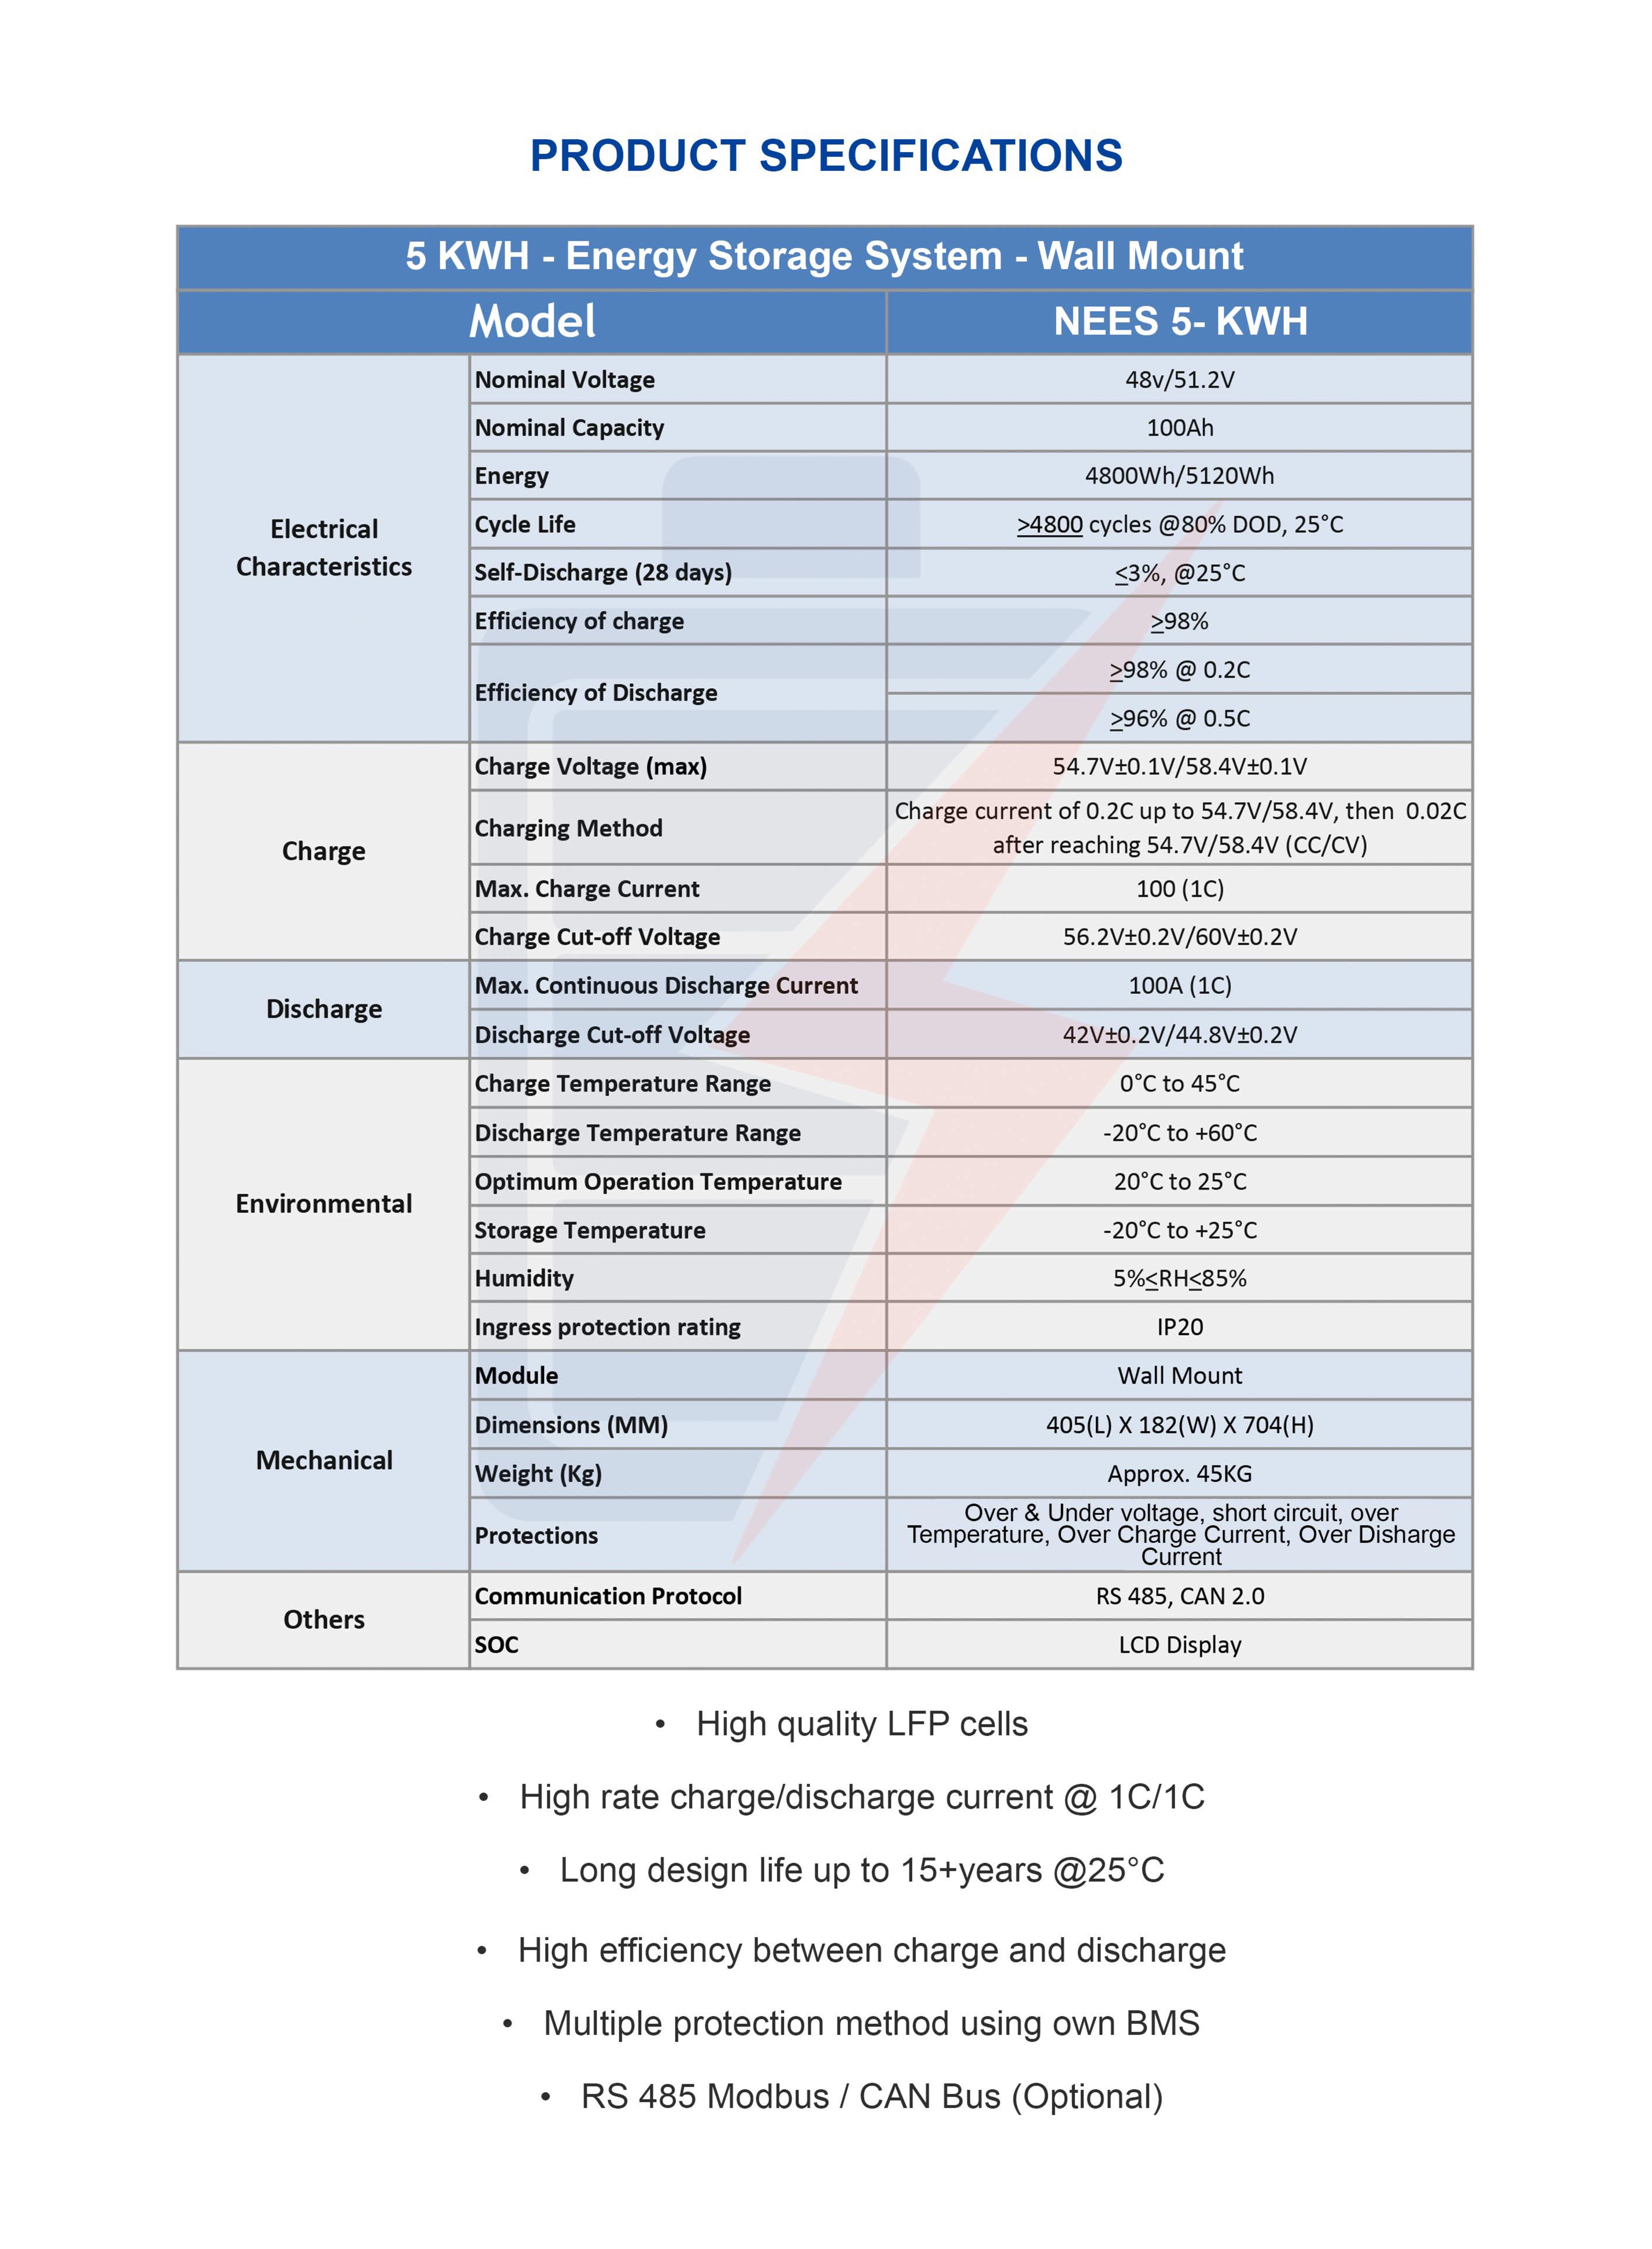 PRODUCT SPECIFICATIONS
5 KWH - Energy Storage System - Wall Mount
Model NEES 5- KWH
Electrical
Characteristics
Nominal Voltage 48v/51.2V
Nominal Capacity 100Ah
Energy 4800Wh/5120Wh
Cycle Life >4800 cycles @80% DOD, 25°C
Self-Discharge (28 days) ≤3%, @25°C
Efficiency of charge ≥98%
Efficiency of Discharge
≥98% @ 0.2C
≥96% @ 0.5C
Charge
Charge Voltage (max) 54.7V±0.1V/58.4V±0.1V
Charging Method
Charge current of 0.2C up to 54.7V/58.4V, then 0.02C
after reaching 54.7V/58.4V (CC/CV)
Max. Charge Current 100 (1C)
Charge Cut-off Voltage 56.2V±0.2V/60V±0.2V
Discharge
Max. Continuous Discharge Current 100A (1C)
Discharge Cut-off Voltage 42V±0.2V/44.8V±0.2V
Environmental
Charge Temperature Range 0°C to 45°C
Discharge Temperature Range -20°C to +60°C
Optimum Operation Temperature 20°C to 25°C
Storage Temperature -20°C to +25°C
Humidity 5%≤RH≤85%
Ingress protection rating IP20
Mechanical
Module Wall Mount
Dimensions (MM) 405(L) X 182(W) X 704(H)
Weight (Kg) Approx. 45KG
Protections
Over & Under voltage, short circuit, over
Temperature, Over Charge Current, Over Disharge
Current
Others
Communication Protocol RS 485, CAN 2.0
SOC LCD Display
• High quality LFP cells
• High rate charge/discharge current @ 1C/1C
• Long design life up to 15+years @25°C
• High efficiency between charge and discharge
• Multiple protection method using own BMS
• RS 485 Modbus / CAN Bus (Optional)